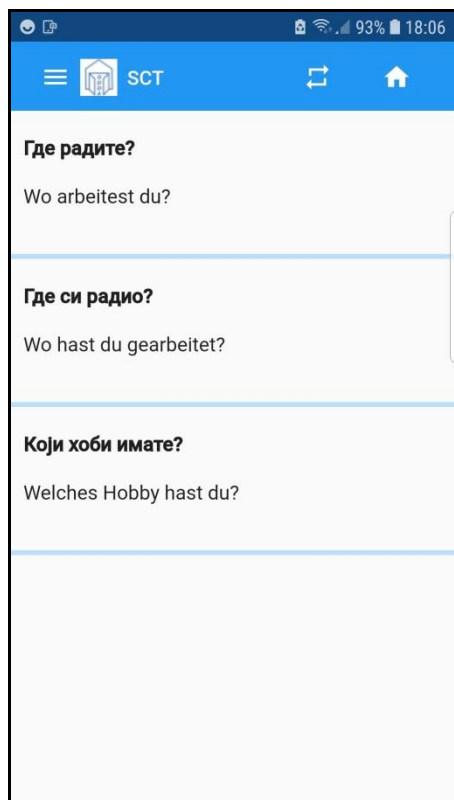 93% 18:06
SCT
Где радите?
Wo arbeitest du?
Где си радио?
Wo hast du gearbeitet?
Који хоби имате?
Welches Hobby hast du?